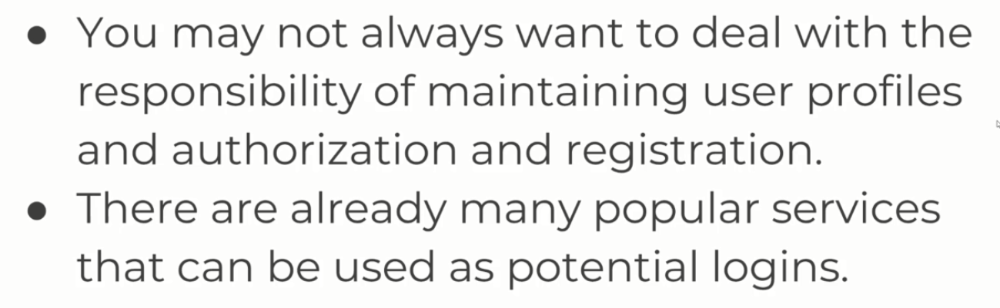 ● You may not always want to deal with the
responsibility of maintaining user profiles
and authorization and registration.
● There are already many popular services
that can be used as potential logins.